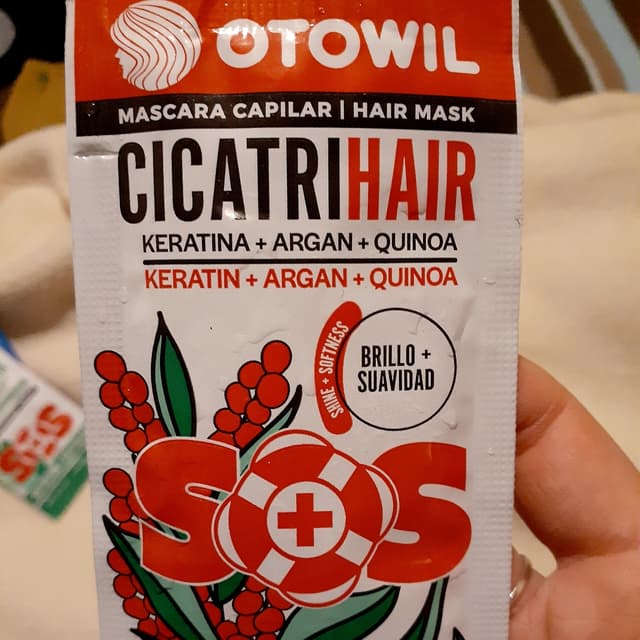 OTOWIL
MASCARA CAPILAR | HAIR MASK
CICATRIHAIR
KERATINA + ARGAN + QUINOA
KERATIN + ARGAN + QUINOA
SHINE + SOFTNESS
BRILLO +
SUAVIDAD
SOS
SOS